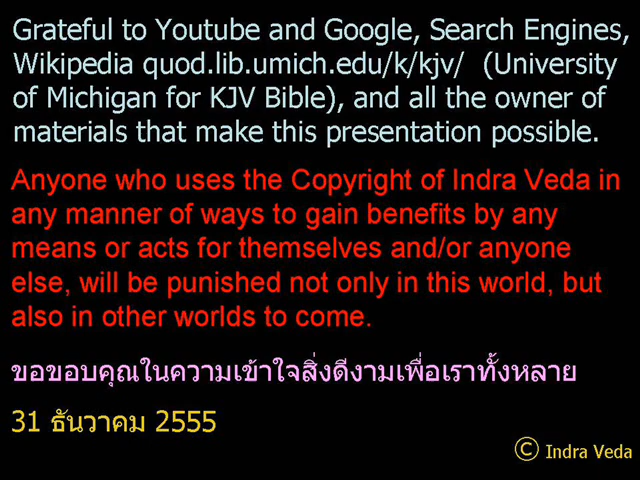 Grateful to Youtube and Google, Search Engines,
Wikipedia quod.lib.umich.edu/k/kjv/ (University
of Michigan for KJV Bible), and all the owner of
materials that make this presentation possible.
Anyone who uses the Copyright of Indra Veda in
any manner of ways to gain benefits by any
means or acts for themselves and/or anyone
else, will be punished not only in this world, but
also in other worlds to come.
ขอขอบคุณในความเข้าใจสิ่งดีงามเพื่อเราทั้งหลาย
31 ธันวาคม 2555
© Indra Veda